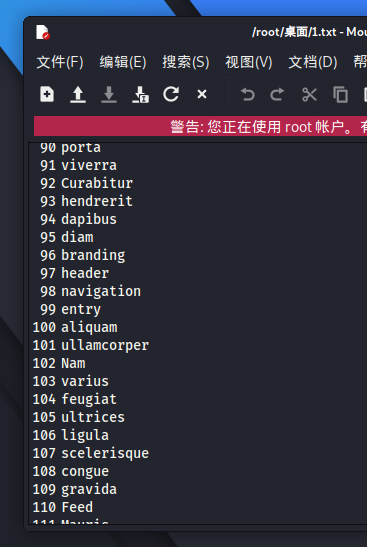 /root/桌面/1.txt - Mou
文件(F) 编辑(E) 搜索(S) 视图(V) 文档(D) 帮
警告: 您正在使用 root 帐户。有
90 porta
91 viverra
92 Curabitur
93 hendrerit
94 dapibus
95 diam
96 branding
97 header
98 navigation
99 entry
100 aliquam
101 ullamcorper
102 Nam
103 varius
104 feugiat
105 ultrices
106 ligula
107 scelerisque
108 congue
109 gravida
110 Feed
111 Mauris